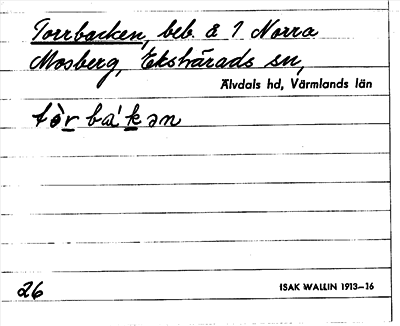 Torrbacken, beb. å 1 Norra
Mosberg, Ekshärads sn,
Älvdals hd, Värmlands län
tòr ba'kən
26
ISAK WALLIN 1913–16